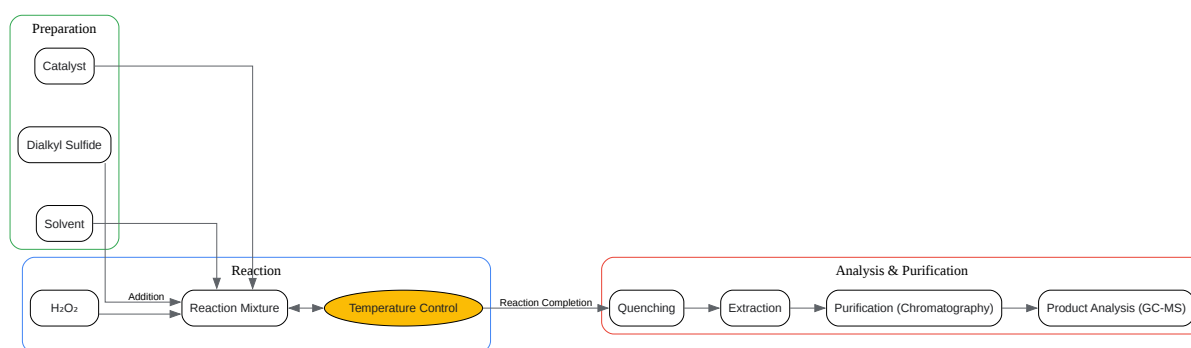 Preparation
Catalyst
Dialkyl Sulfide
Solvent
Reaction
H₂O₂
Addition
Reaction Mixture
Temperature Control
Reaction Completion
Analysis & Purification
Quenching
Extraction
Purification (Chromatography)
Product Analysis (GC-MS)